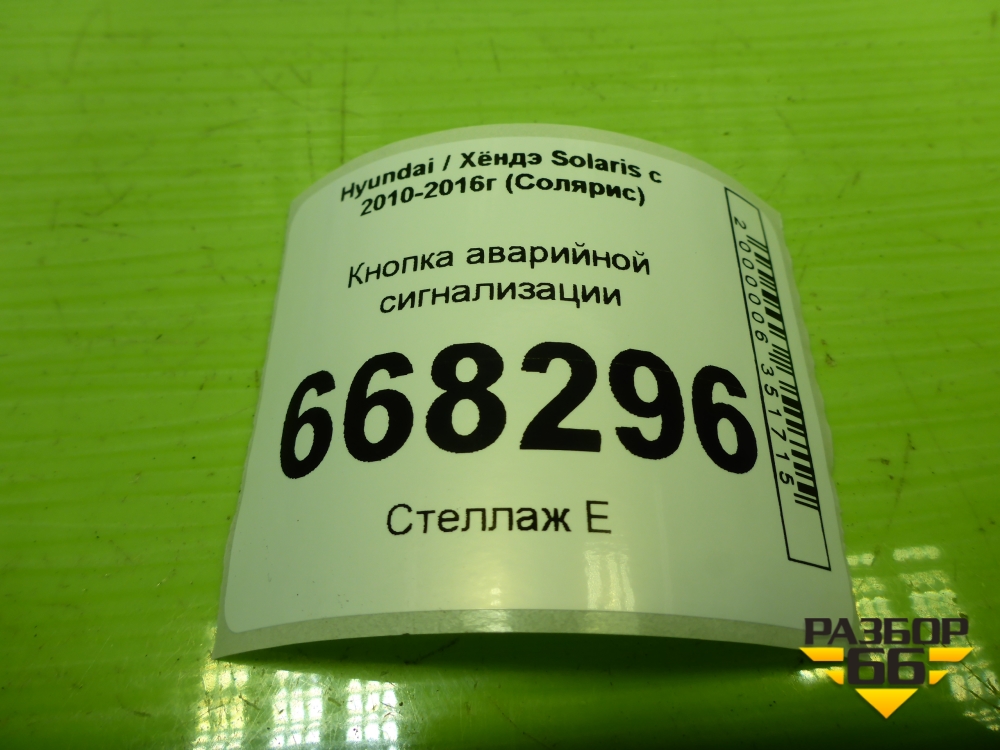 Hyundai / Хёндэ Solaris с
2010-2016г (Солярис)
Кнопка аварийной
сигнализации
668296
Стеллаж Е
2000006351715
РАЗБОР
66